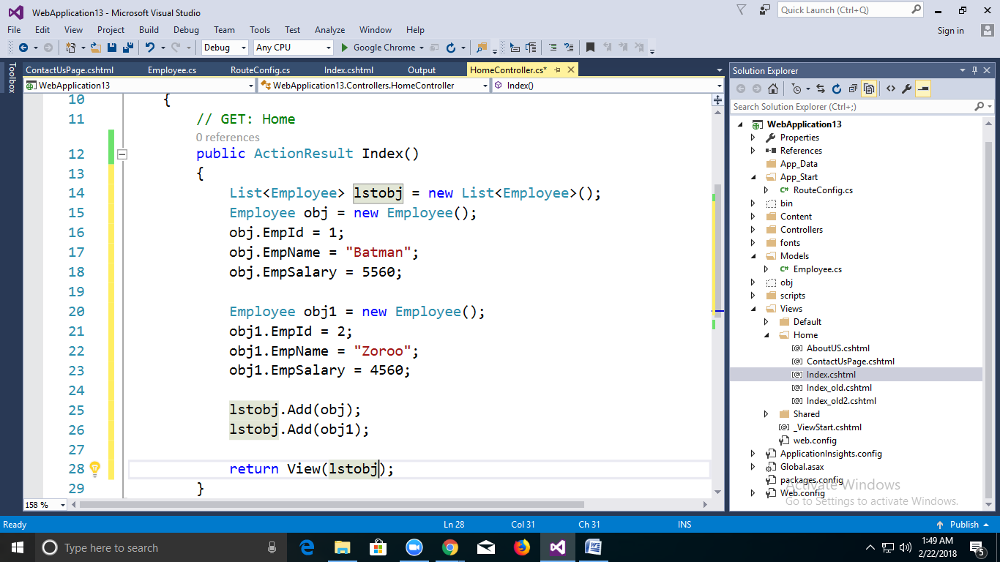 WebApplication13 - Microsoft Visual Studio
Quick Launch (Ctrl+Q)
File Edit View Project Build Debug Team Tools Test Analyze Window Help
Sign in
Debug Any CPU Google Chrome
Toolbox
ContactUsPage.cshtml Employee.cs RouteConfig.cs Index.cshtml Output HomeController.cs*
WebApplication13 WebApplication13.Controllers.HomeController Index()
10 {
11 // GET: Home
0 references
12 public ActionResult Index()
13 {
14 List<Employee> lstobj = new List<Employee>();
15 Employee obj = new Employee();
16 obj.EmpId = 1;
17 obj.EmpName = "Batman";
18 obj.EmpSalary = 5560;
19
20 Employee obj1 = new Employee();
21 obj1.EmpId = 2;
22 obj1.EmpName = "Zoroo";
23 obj1.EmpSalary = 4560;
24
25 lstobj.Add(obj);
26 lstobj.Add(obj1);
27
28 return View(lstobj);
29 }
158 %
Solution Explorer
Search Solution Explorer (Ctrl+;)
WebApplication13
Properties
References
App_Data
App_Start
C# RouteConfig.cs
bin
Content
Controllers
fonts
Models
C# Employee.cs
obj
scripts
Views
Default
Home
AboutUS.cshtml
ContactUsPage.cshtml
Index.cshtml
Index_old.cshtml
Index_old2.cshtml
Shared
_ViewStart.cshtml
web.config
ApplicationInsights.config
Global.asax
packages.config
Web.config
Activate Windows
Go to Settings to activate Windows.
Ready Ln 28 Col 31 Ch 31 INS Publish
Type here to search
1:49 AM
2/22/2018
5